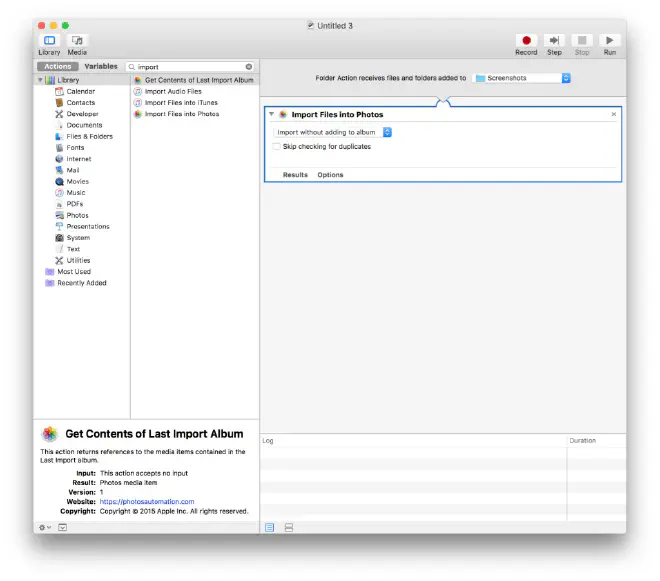 Untitled 3
Library
Media
Record
Step
Stop
Run
Actions
Variables
import
Library
Calendar
Contacts
Developer
Documents
Files & Folders
Fonts
Internet
Mail
Movies
Music
PDFs
Photos
Presentations
System
Text
Utilities
Most Used
Recently Added
Get Contents of Last Import Album
Import Audio Files
Import Files into iTunes
Import Files into Photos
Folder Action receives files and folders added to
Screenshots
Import Files into Photos
Import without adding to album
Skip checking for duplicates
Results
Options
Get Contents of Last Import Album
This action returns references to the media items contained in the
Last Import album.
Input: This action accepts no input
Result: Photos media item
Version: 1
Website: https://photosautomation.com
Copyright: Copyright © 2015 Apple Inc. All rights reserved.
Log
Duration